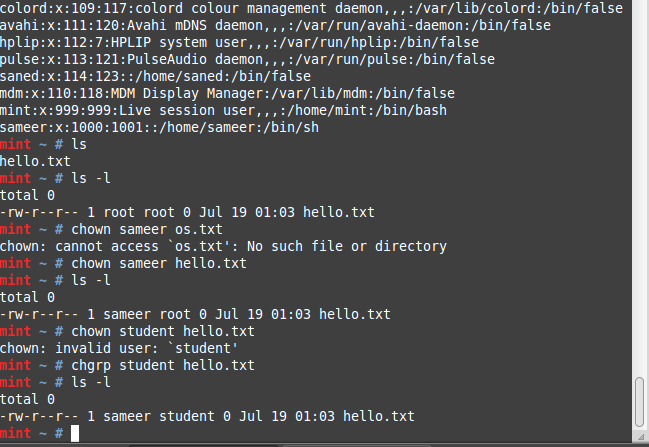 colord:x:109:117:colord colour management daemon,,,:/var/lib/colord:/bin/false
avahi:x:111:120:Avahi mDNS daemon,,,:/var/run/avahi-daemon:/bin/false
hplip:x:112:7:HPLIP system user,,,:/var/run/hplip:/bin/false
pulse:x:113:121:PulseAudio daemon,,,:/var/run/pulse:/bin/false
saned:x:114:123::/home/saned:/bin/false
mdm:x:110:118:MDM Display Manager:/var/lib/mdm:/bin/false
mint:x:999:999:Live session user,,,:/home/mint:/bin/bash
sameer:x:1000:1001::/home/sameer:/bin/sh
mint ~ # ls
hello.txt
mint ~ # ls -l
total 0
-rw-r--r-- 1 root root 0 Jul 19 01:03 hello.txt
mint ~ # chown sameer os.txt
chown: cannot access `os.txt': No such file or directory
mint ~ # chown sameer hello.txt
mint ~ # ls -l
total 0
-rw-r--r-- 1 sameer root 0 Jul 19 01:03 hello.txt
mint ~ # chown student hello.txt
chown: invalid user: `student'
mint ~ # chgrp student hello.txt
mint ~ # ls -l
total 0
-rw-r--r-- 1 sameer student 0 Jul 19 01:03 hello.txt
mint ~ #